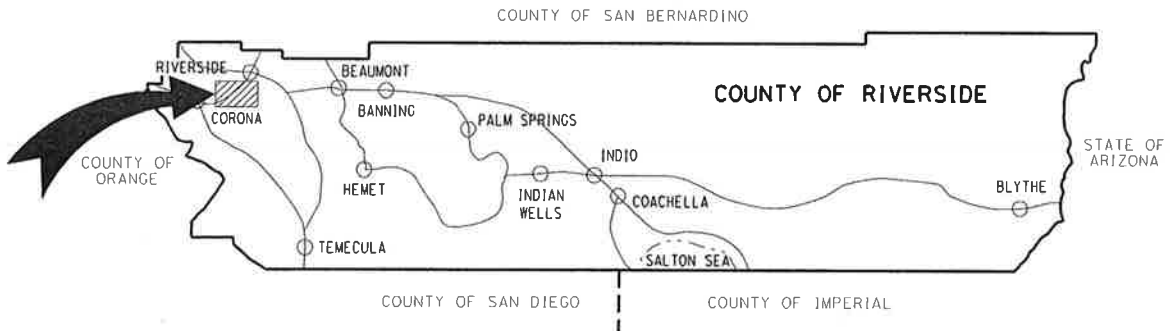 COUNTY OF SAN BERNARDINO
RIVERSIDE
BEAUMONT
COUNTY OF RIVERSIDE
CORONA
BANNING
PALM SPRINGS
COUNTY OF
ORANGE
STATE OF
ARIZONA
INDIO
HEMET
INDIAN
WELLS
COACHELLA
BLYTHE
TEMECULA
SALTON SEA
COUNTY OF SAN DIEGO
COUNTY OF IMPERIAL